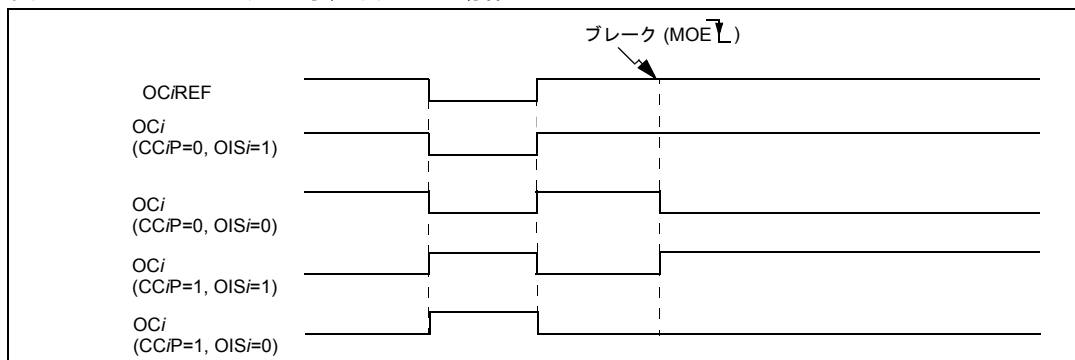 ブレーク (MOE)
OCiREF
OCi
(CCiP=0, OISi=1)
OCi
(CCiP=0, OISi=0)
OCi
(CCiP=1, OISi=1)
OCi
(CCiP=1, OISi=0)